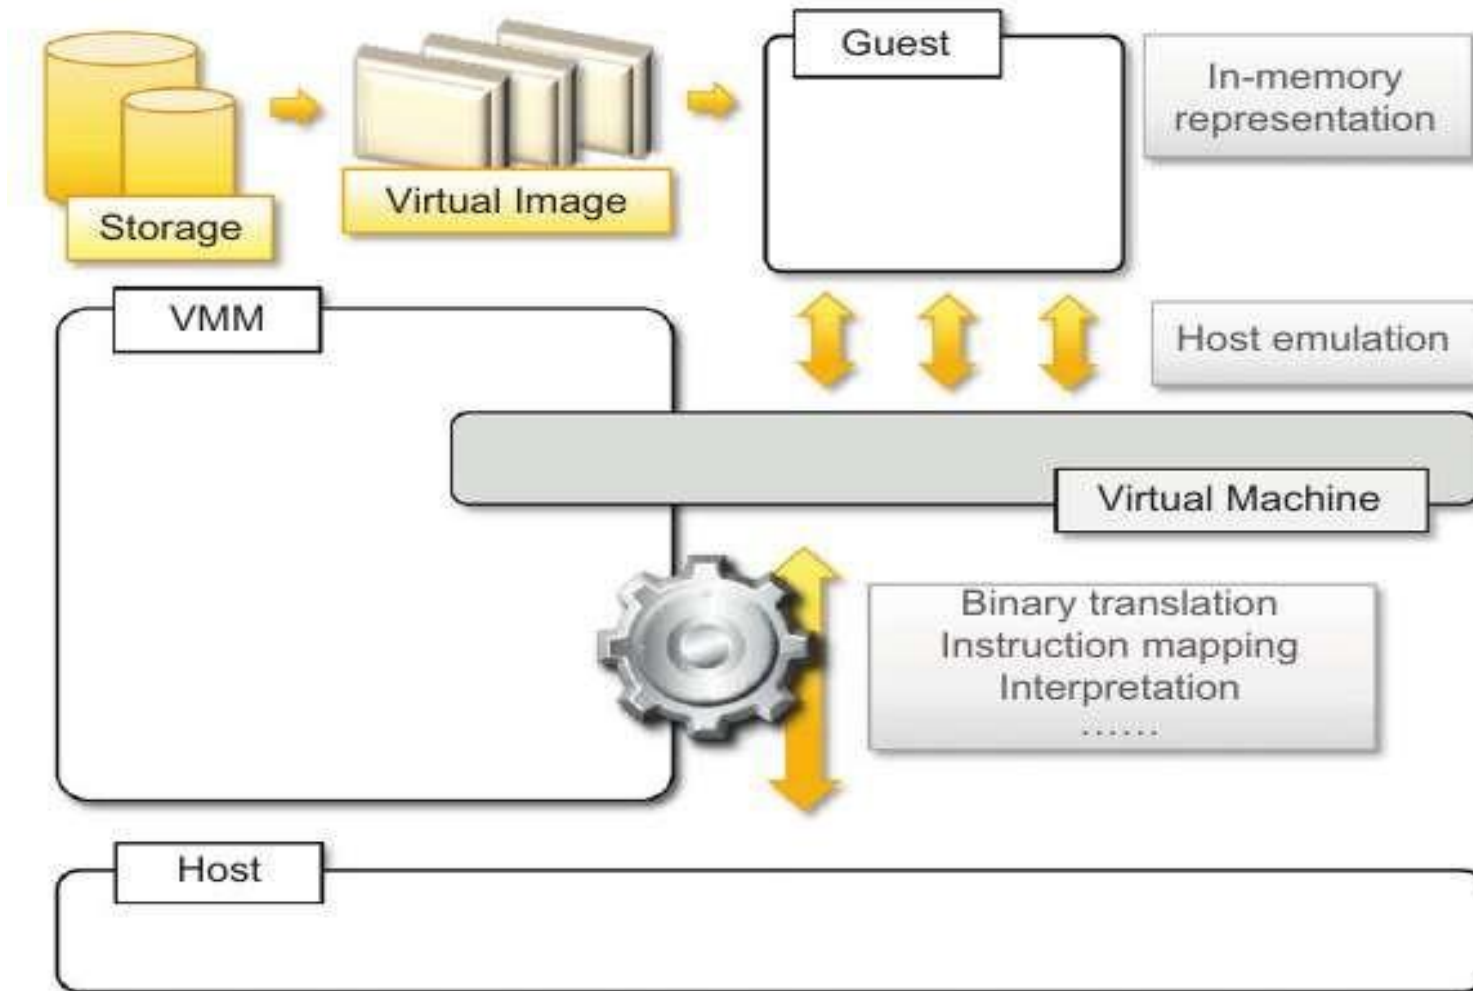 Guest
In-memory
representation
Virtual Image
Storage
VMM
Host emulation
Virtual Machine
Binary translation
Instruction mapping
Interpretation
......
Host